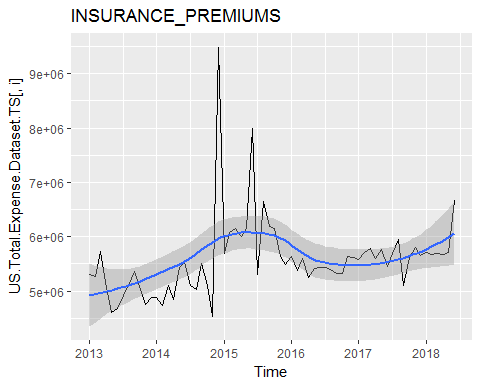 INSURANCE_PREMIUMS
US.Total.Expense.Dataset.TS[, i]
9e+06
8e+06
7e+06
6e+06
5e+06
2013 2014 2015 2016 2017 2018
Time